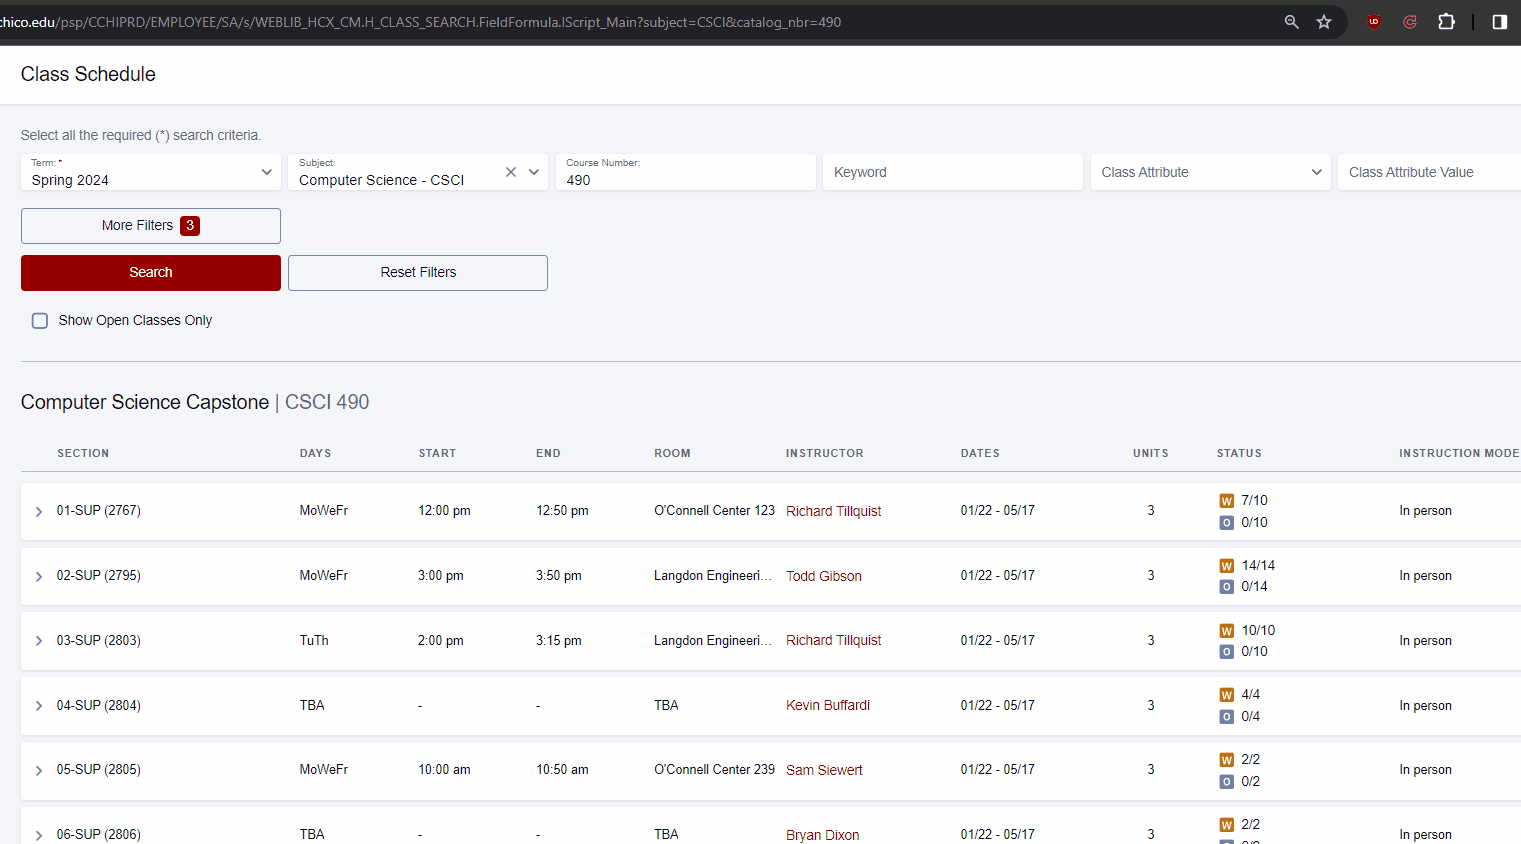 chico.edu/psp/CCHIPRD/EMPLOYEE/SA/s/WEBLIB_HCX_CM.H_CLASS_SEARCH.FieldFormula.IScript_Main?subject=CSCI&catalog_nbr=490
Class Schedule
Select all the required (*) search criteria.
Term: * Subject: Course Number:
Spring 2024 Computer Science - CSCI 490 Keyword Class Attribute Class Attribute Value
More Filters 3
Search Reset Filters
Show Open Classes Only
Computer Science Capstone | CSCI 490
SECTION DAYS START END ROOM INSTRUCTOR DATES UNITS STATUS INSTRUCTION MODE
01-SUP (2767) MoWeFr 12:00 pm 12:50 pm O'Connell Center 123 Richard Tillquist 01/22 - 05/17 3 W 7/10 In person
O 0/10
02-SUP (2795) MoWeFr 3:00 pm 3:50 pm Langdon Engineeri... Todd Gibson 01/22 - 05/17 3 W 14/14 In person
O 0/14
03-SUP (2803) TuTh 2:00 pm 3:15 pm Langdon Engineeri... Richard Tillquist 01/22 - 05/17 3 W 10/10 In person
O 0/10
04-SUP (2804) TBA - - TBA Kevin Buffardi 01/22 - 05/17 3 W 4/4 In person
O 0/4
05-SUP (2805) MoWeFr 10:00 am 10:50 am O'Connell Center 239 Sam Siewert 01/22 - 05/17 3 W 2/2 In person
O 0/2
06-SUP (2806) TBA - - TBA Bryan Dixon 01/22 - 05/17 3 W 2/2 In person